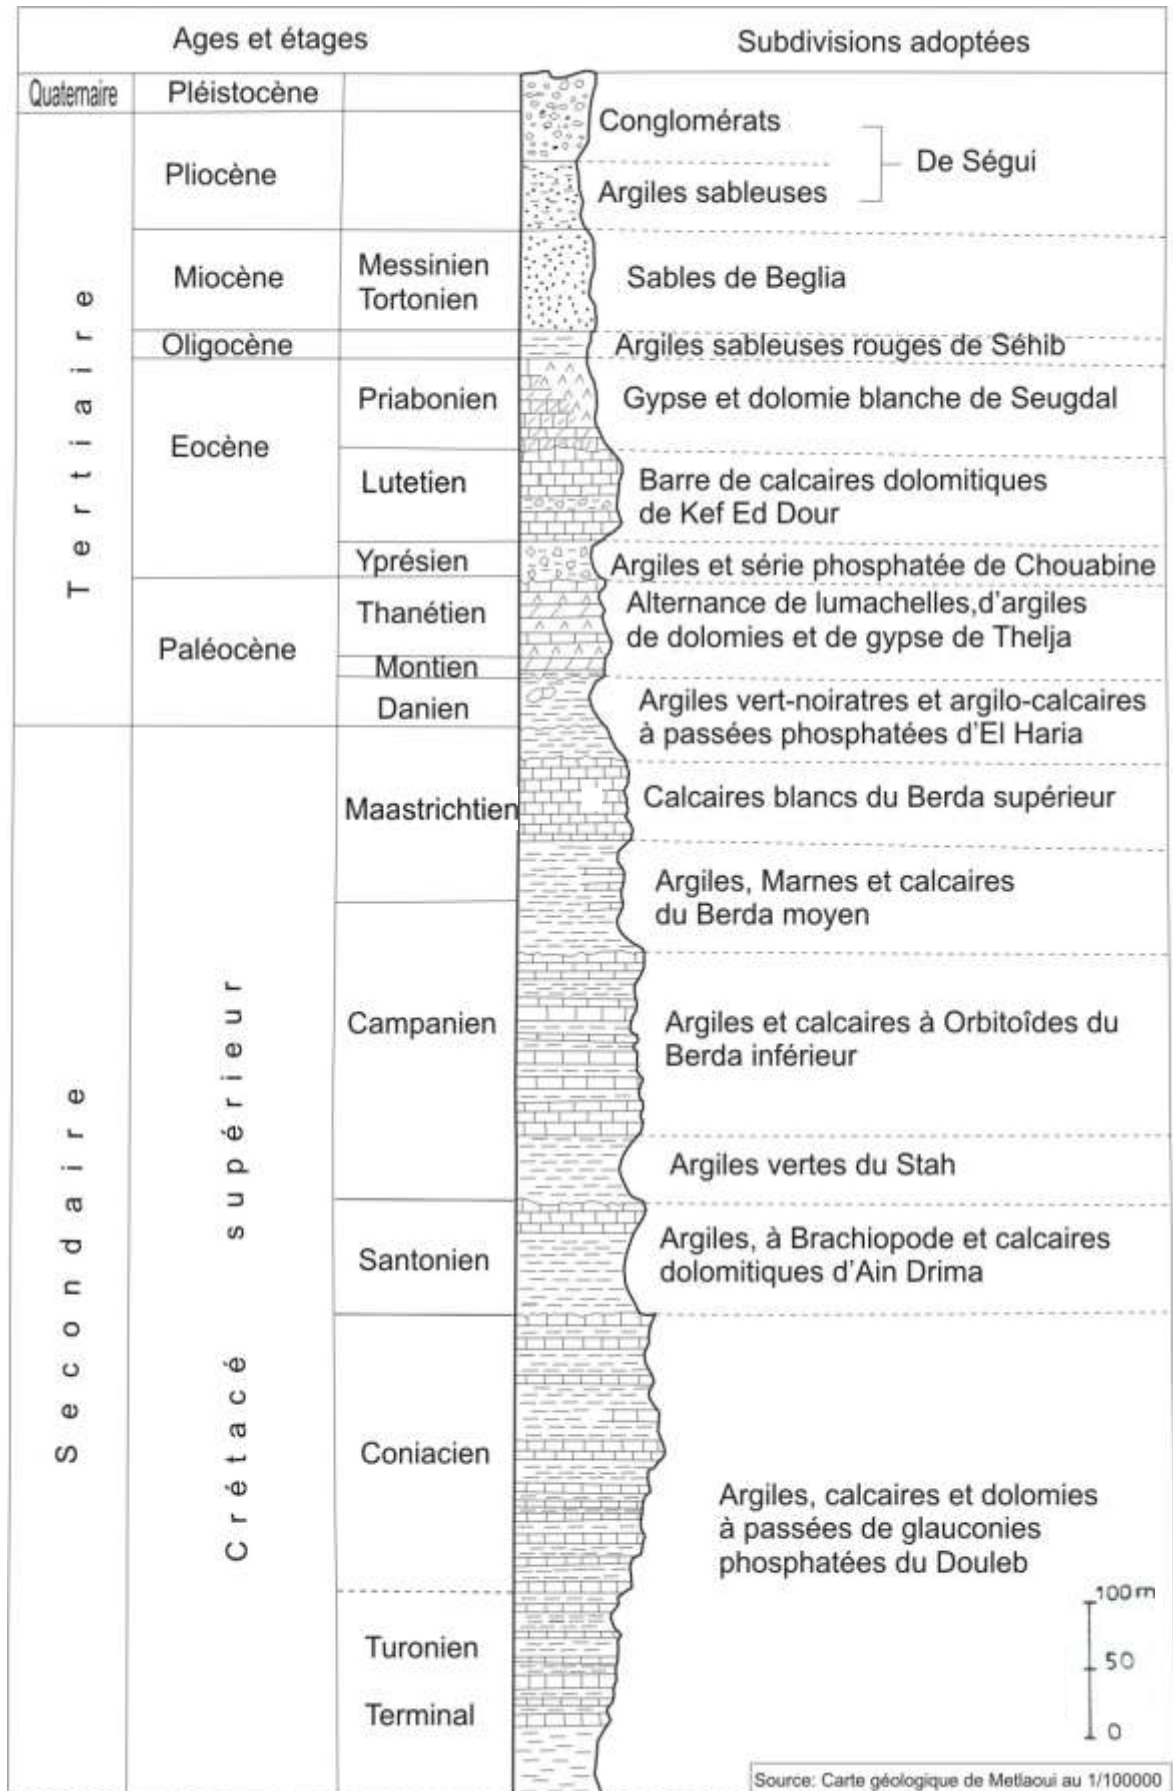 Ages et étages
Subdivisions adoptées
Quaternaire
Pléistocène
Conglomérats
De Ségui
Pliocène
Argiles sableuses
Tertiaire
Miocène
Messinien
Tortonien
Sables de Beglia
Oligocène
Argiles sableuses rouges de Séhib
Eocène
Priabonien
Gypse et dolomie blanche de Seugdal
Lutetien
Barre de calcaires dolomitiques
de Kef Ed Dour
Yprésien
Argiles et série phosphatée de Chouabine
Paléocène
Thanétien
Alternance de lumachelles,d'argiles
de dolomies et de gypse de Thelja
Montien
Danien
Argiles vert-noiratres et argilo-calcaires
à passées phosphatées d'El Haria
Secondaire
Crétacé supérieur
Maastrichtien
Calcaires blancs du Berda supérieur
Argiles, Marnes et calcaires
du Berda moyen
Campanien
Argiles et calcaires à Orbitoîdes du
Berda inférieur
Argiles vertes du Stah
Santonien
Argiles, à Brachiopode et calcaires
dolomitiques d'Ain Drima
Coniacien
Argiles, calcaires et dolomies
à passées de glauconies
phosphatées du Douleb
Turonien
Terminal
100 m
50
0
Source: Carte géologique de Metlaoui au 1/100000